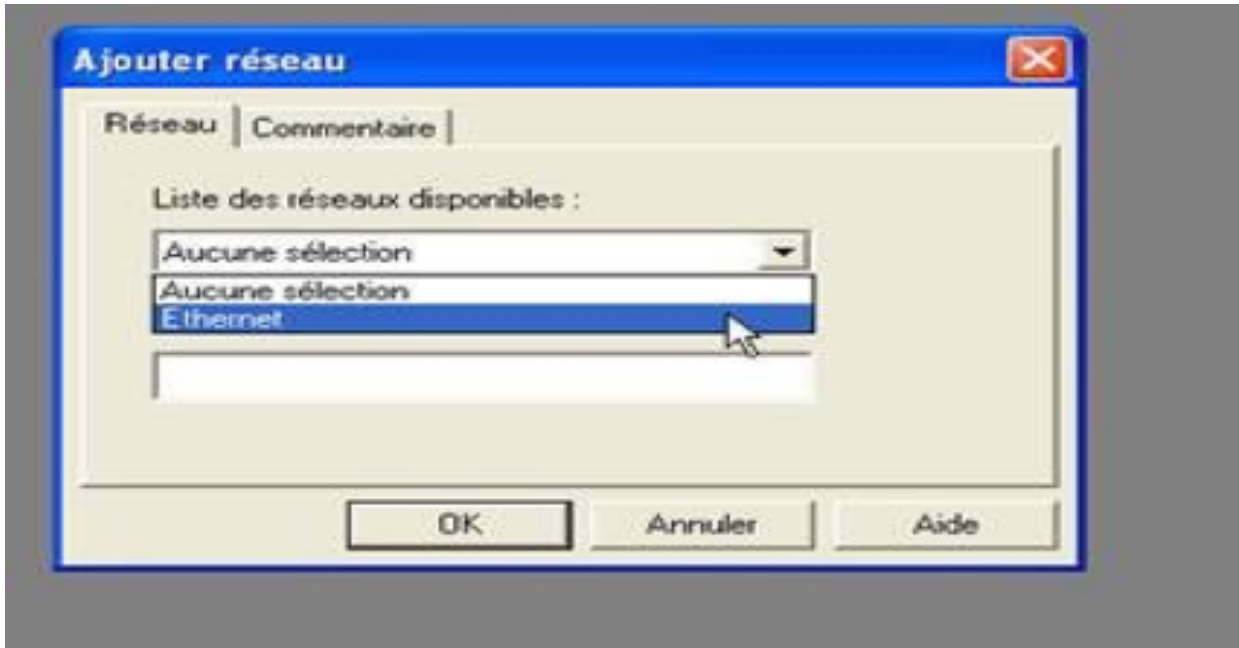 Ajouter réseau
Réseau Commentaire
Liste des réseaux disponibles :
Aucune sélection
Aucune sélection
Ethernet
OK Annuler Aide